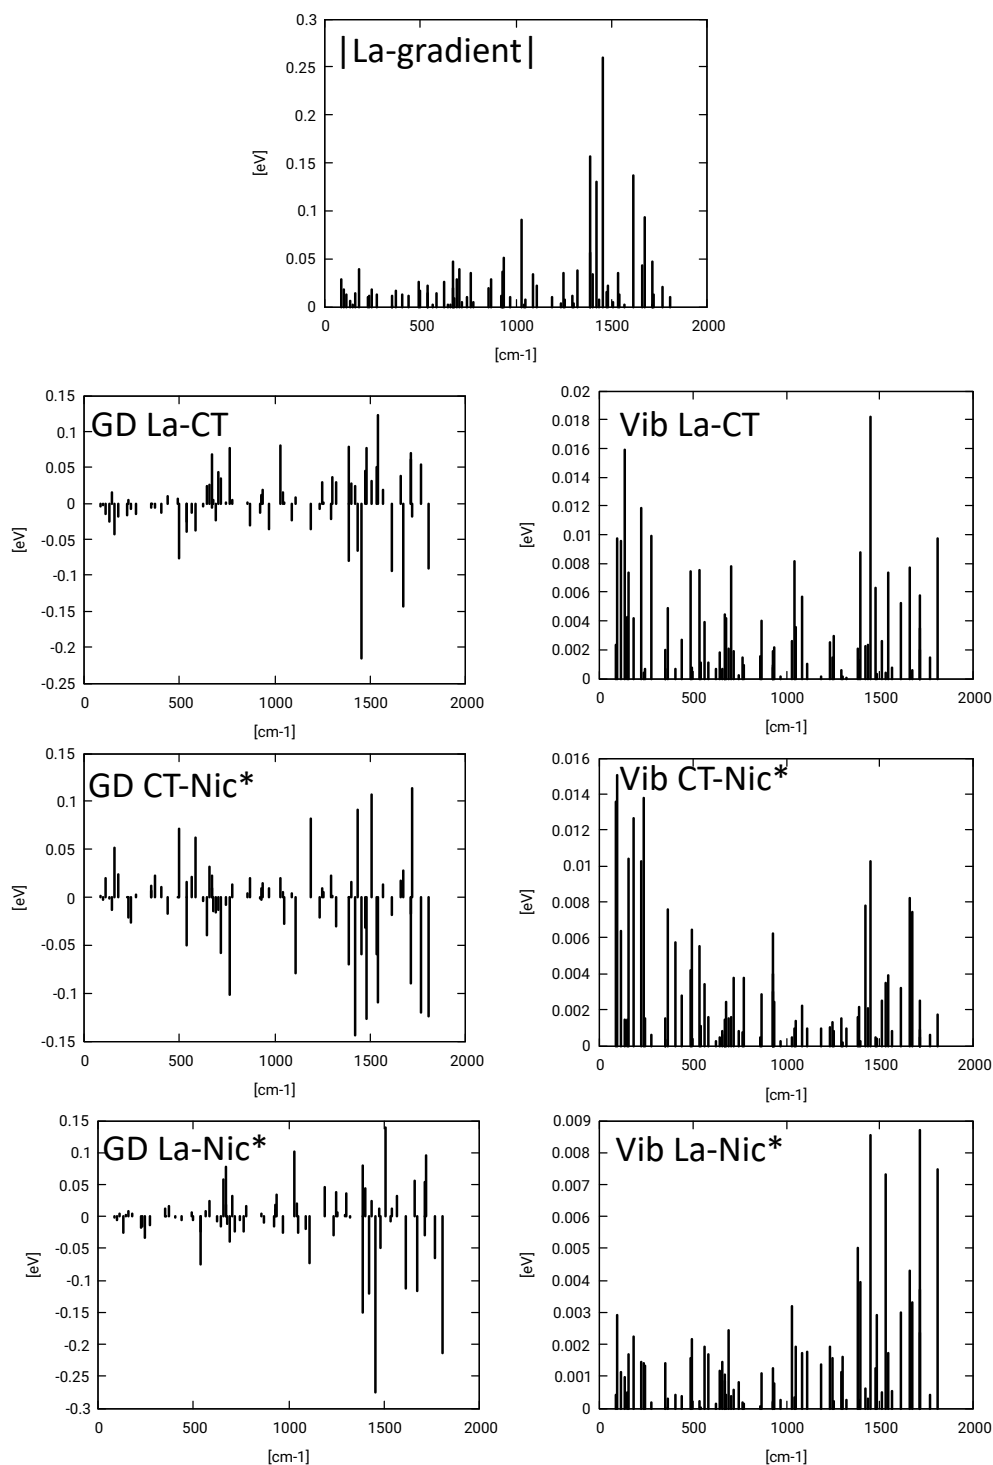 |La-gradient|
0.3
0.25
0.2
0.15
0.1
0.05
0
[eV]
0 500 1000 1500 2000
[cm-1]
GD La-CT
0.15
0.1
0.05
0
-0.05
-0.1
-0.15
-0.2
-0.25
[eV]
0 500 1000 1500 2000
[cm-1]
Vib La-CT
0.02
0.018
0.016
0.014
0.012
0.01
0.008
0.006
0.004
0.002
0
[eV]
0 500 1000 1500 2000
[cm-1]
GD CT-Nic*
0.15
0.1
0.05
0
-0.05
-0.1
-0.15
[eV]
0 500 1000 1500 2000
[cm-1]
Vib CT-Nic*
0.016
0.014
0.012
0.01
0.008
0.006
0.004
0.002
0
[eV]
0 500 1000 1500 2000
[cm-1]
GD La-Nic*
0.15
0.1
0.05
0
-0.05
-0.1
-0.15
-0.2
-0.25
-0.3
[eV]
0 500 1000 1500 2000
[cm-1]
Vib La-Nic*
0.009
0.008
0.007
0.006
0.005
0.004
0.003
0.002
0.001
0
[eV]
0 500 1000 1500 2000
[cm-1]